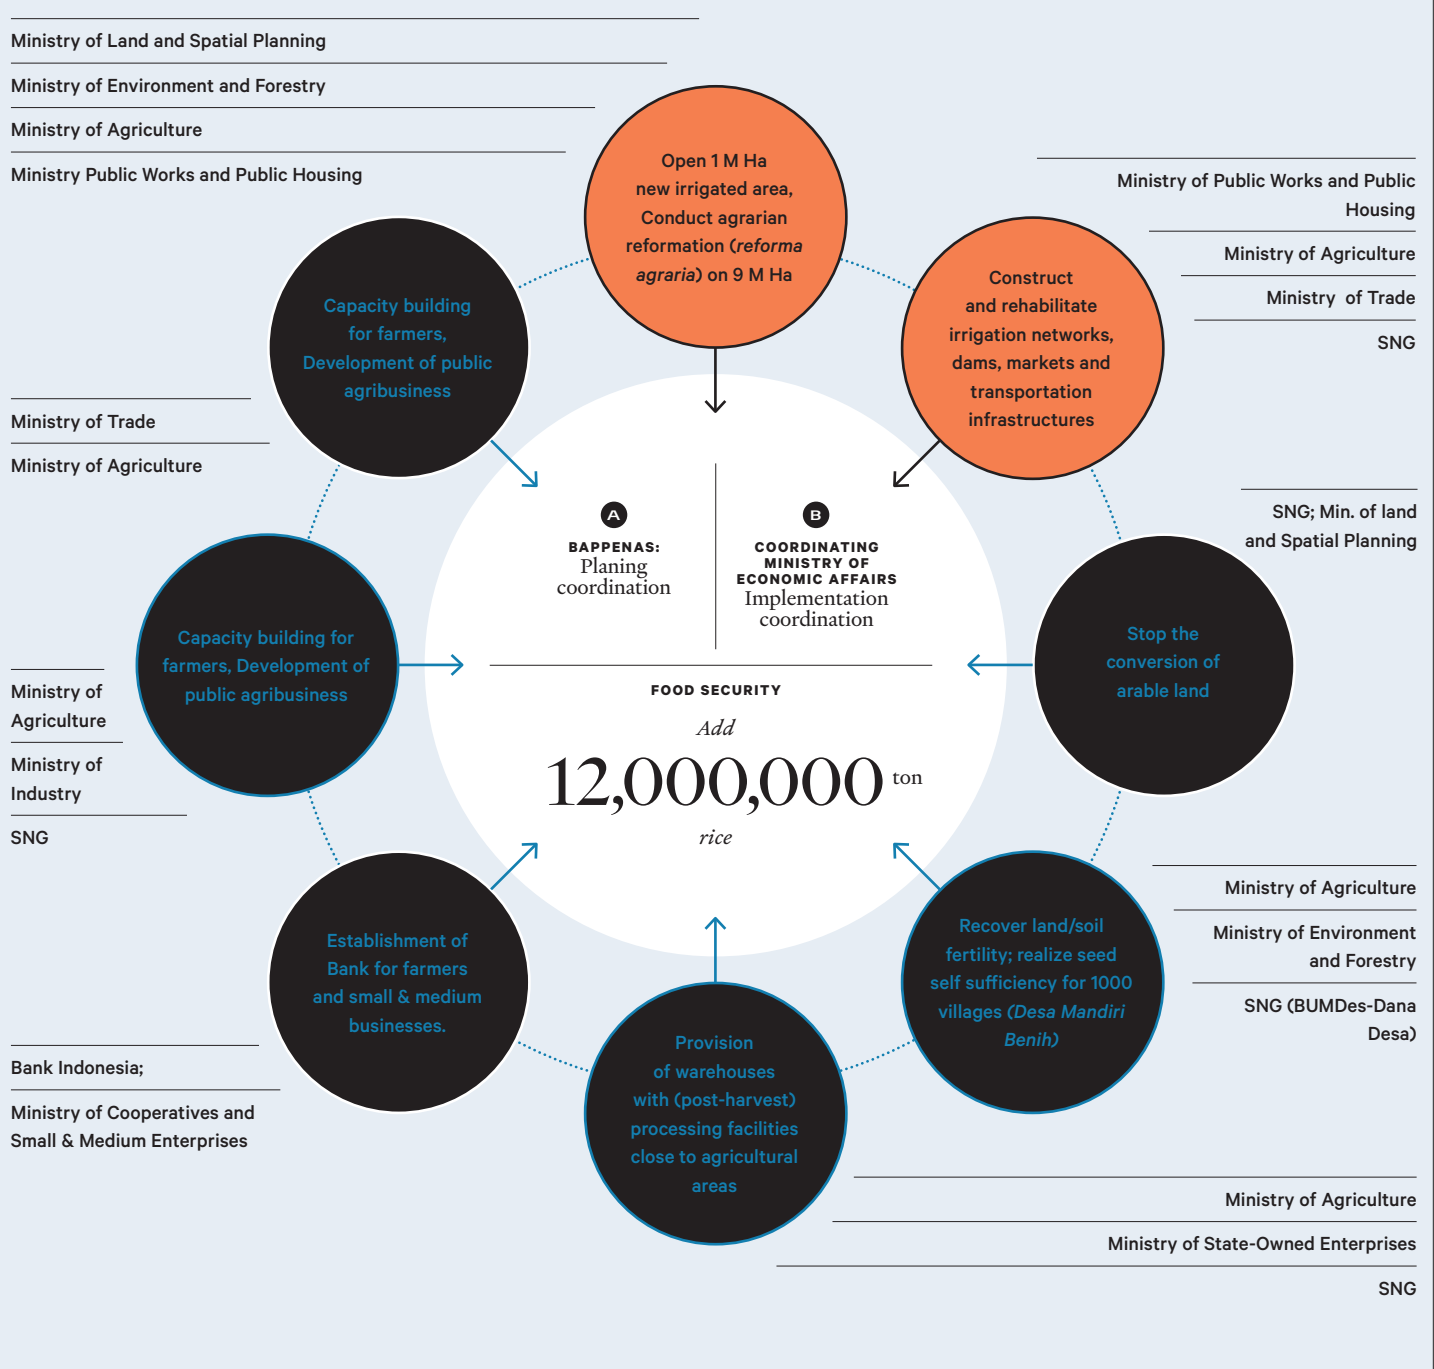 Ministry of Land and Spatial Planning
Ministry of Environment and Forestry
Ministry of Agriculture
Ministry Public Works and Public Housing
Open 1 M Ha
new irrigated area,
Conduct agrarian
reformation (reforma
agraria) on 9 M Ha
Ministry of Public Works and Public
Housing
Ministry of Agriculture
Ministry of Trade
SNG
Construct
and rehabilitate
irrigation networks,
dams, markets and
transportation
infrastructures
Capacity building
for farmers,
Development of public
agribusiness
Ministry of Trade
Ministry of Agriculture
SNG; Min. of land
and Spatial Planning
Stop the
conversion of
arable land
A
BAPPENAS:
Planing
coordination
B
COORDINATING
MINISTRY OF
ECONOMIC AFFAIRS
Implementation
coordination
FOOD SECURITY
Add
12,000,000 ton
rice
Capacity building for
farmers, Development of
public agribusiness
Ministry of
Agriculture
Ministry of
Industry
SNG
Recover land/soil
fertility; realize seed
self sufficiency for 1000
villages (Desa Mandiri
Benih)
Ministry of Agriculture
Ministry of Environment
and Forestry
SNG (BUMDes-Dana
Desa)
Establishment of
Bank for farmers
and small & medium
businesses.
Bank Indonesia;
Ministry of Cooperatives and
Small & Medium Enterprises
Provision
of warehouses
with (post-harvest)
processing facilities
close to agricultural
areas
Ministry of Agriculture
Ministry of State-Owned Enterprises
SNG